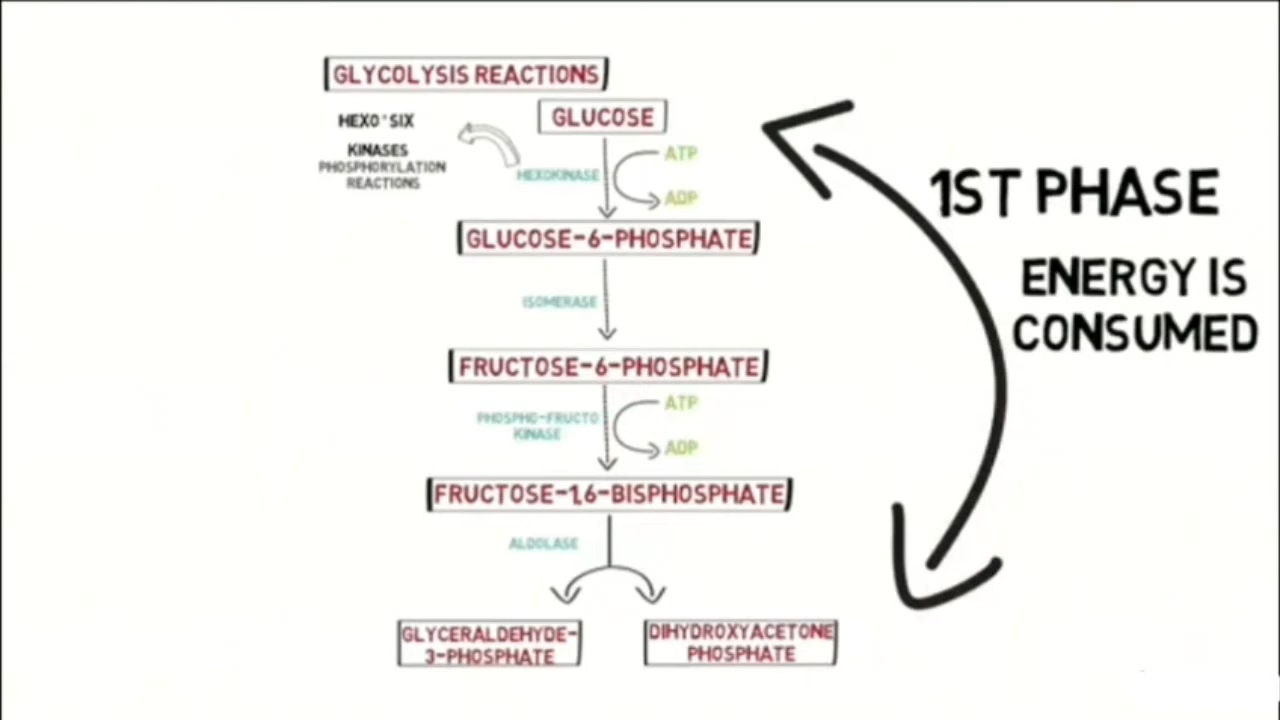 GLYCOLYSIS REACTIONS
GLUCOSE
HEXO = SIX
KINASES
PHOSPHORYLATION
REACTIONS
HEXOKINASE
ATP
ADP
GLUCOSE-6-PHOSPHATE
ISOMERASE
FRUCTOSE-6-PHOSPHATE
PHOSPHO-FRUCTO
KINASE
ATP
ADP
FRUCTOSE-1,6-BISPHOSPHATE
ALDOLASE
GLYCERALDEHYDE-
3-PHOSPHATE
DIHYDROXYACETONE
PHOSPHATE
1ST PHASE
ENERGY IS
CONSUMED